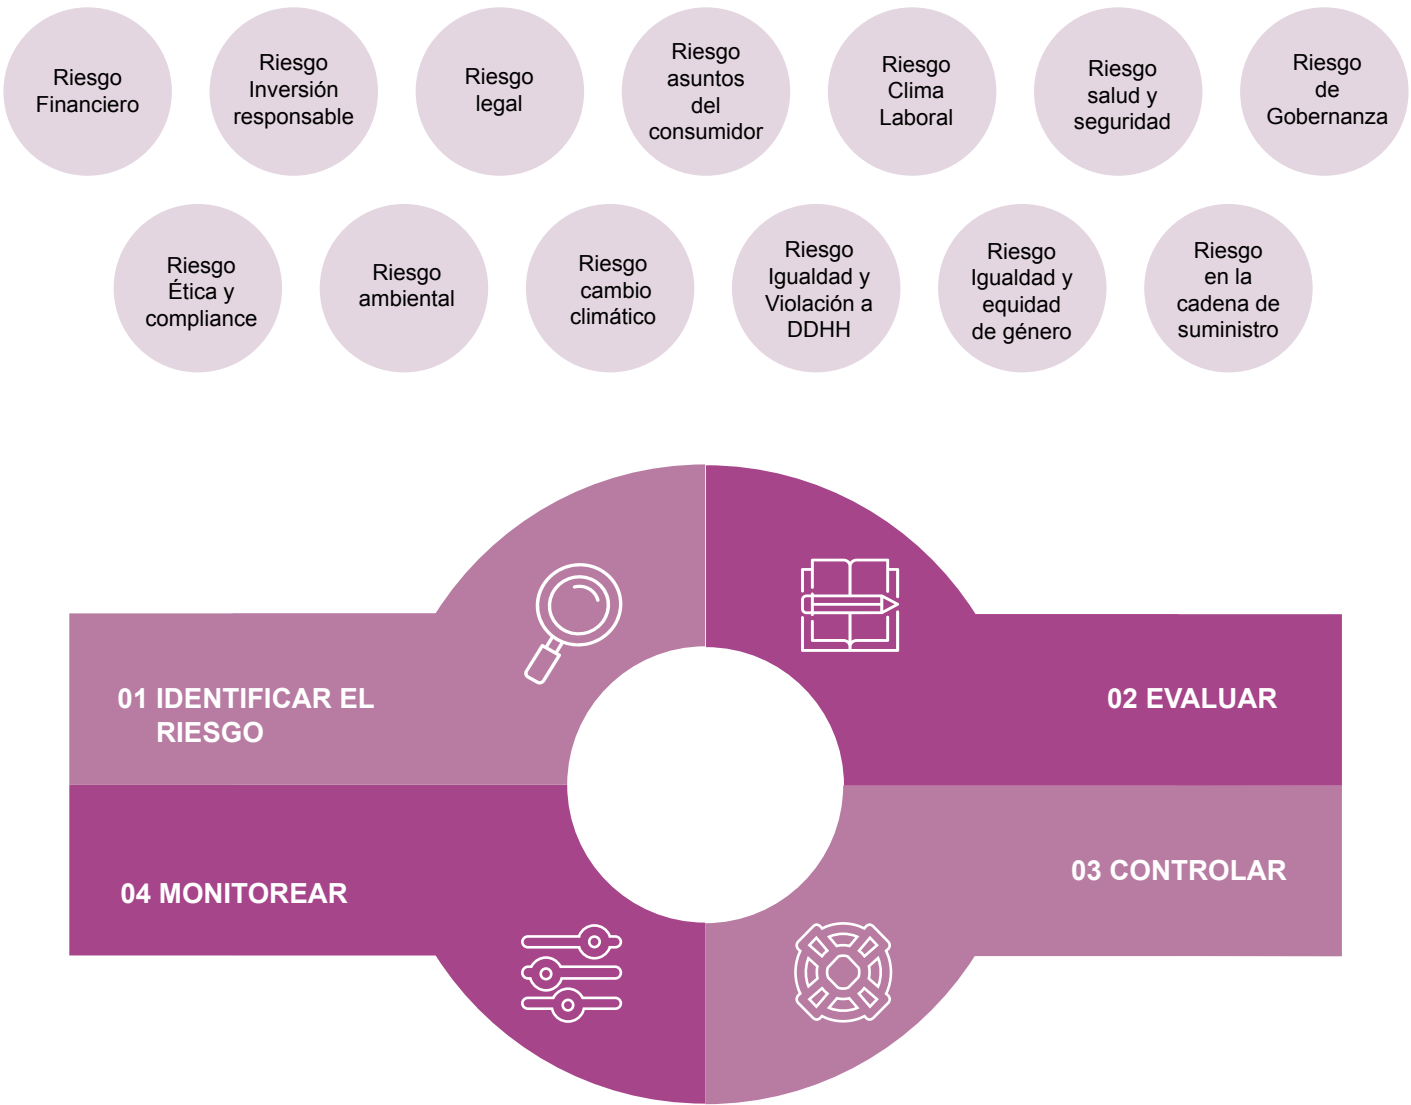 Riesgo
Financiero
Riesgo
Inversión
responsable
Riesgo
legal
Riesgo
asuntos
del
consumidor
Riesgo
Clima
Laboral
Riesgo
salud y
seguridad
Riesgo
de
Gobernanza
Riesgo
Ética y
compliance
Riesgo
ambiental
Riesgo
cambio
climático
Riesgo
Igualdad y
Violación a
DDHH
Riesgo
Igualdad y
equidad
de género
Riesgo
en la
cadena de
suministro
01 IDENTIFICAR EL
RIESGO
02 EVALUAR
03 CONTROLAR
04 MONITOREAR